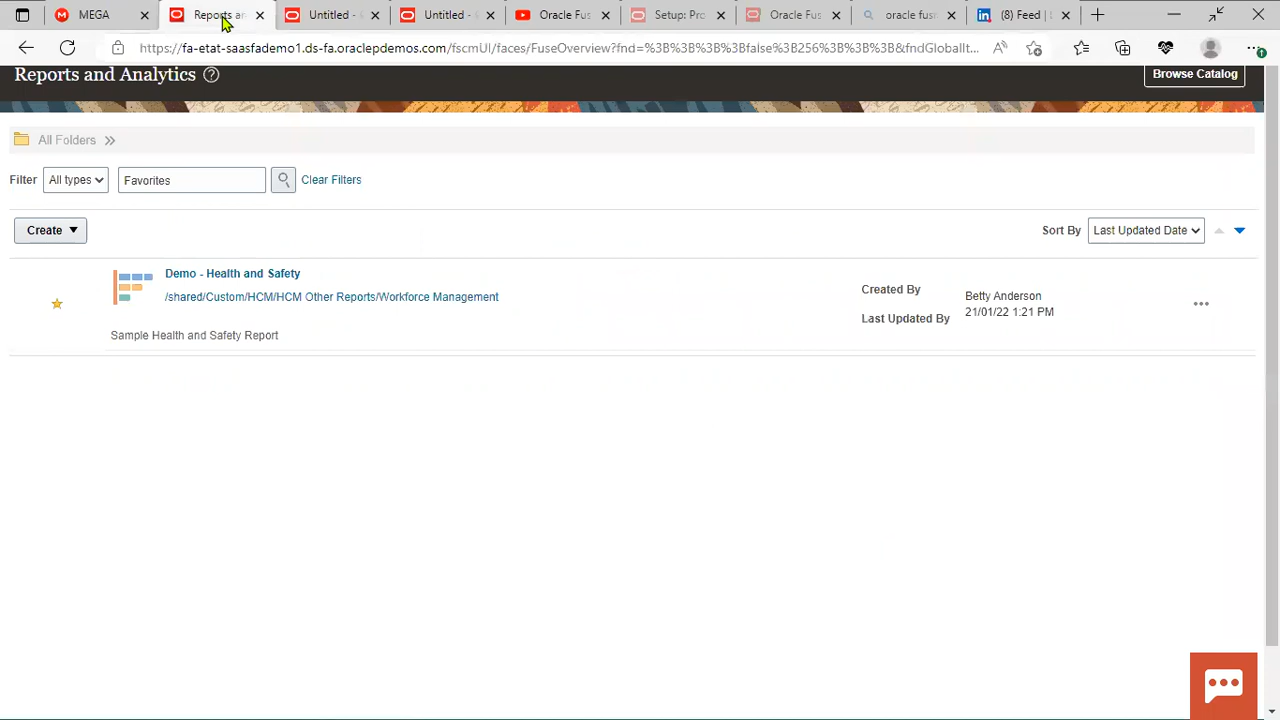 MEGA
Reports a
Untitled -
Untitled -
Oracle Fus
Setup: Pro
Oracle Fus
oracle fus
(8) Feed | L
https://fa-etat-saasfademo1.ds-fa.oraclepdemos.com/fscmUI/faces/FuseOverview?fnd=%3B%3B%3B%3Bfalse%3B256%3B%3B%3B&fndGlobalIt...
Reports and Analytics
Browse Catalog
All Folders
Filter All types Favorites Clear Filters
Create
Sort By Last Updated Date
Demo - Health and Safety
/shared/Custom/HCM/HCM Other Reports/Workforce Management
Sample Health and Safety Report
Created By Betty Anderson
Last Updated By 21/01/22 1:21 PM